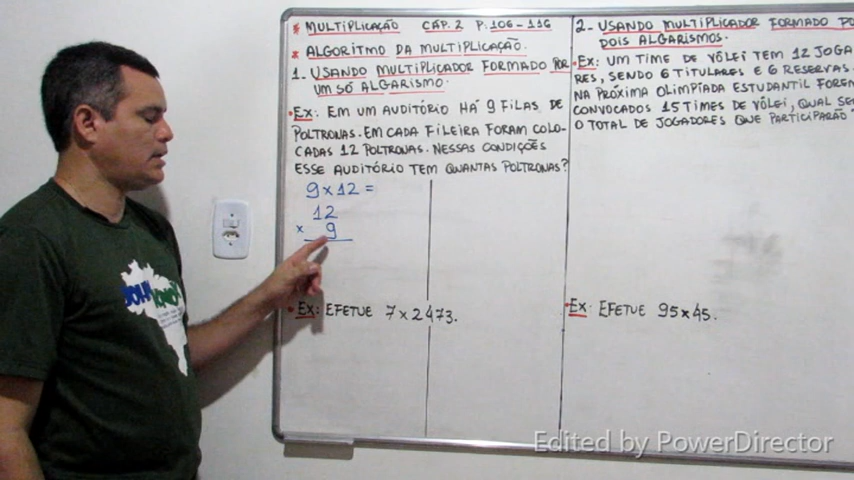 * MULTIPLICAÇÃO CAP. 2 P. 106-116
* ALGORITMO DA MULTIPLICAÇÃO.
1. USANDO MULTIPLICADOR FORMADO POR
UM SÓ ALGARISMO.
• EX: EM UM AUDITÓRIO HÁ 9 FILAS DE
POLTRONAS. EM CADA FILEIRA FORAM COLO-
CADAS 12 POLTRONAS. NESSAS CONDIÇÕES
ESSE AUDITÓRIO TEM QUANTAS POLTRONAS?
9 x 12 =
12
x 9
• EX: EFETUE 7 x 2473.
2. USANDO MULTIPLICADOR FORMADO PO
DOIS ALGARISMOS.
• EX: UM TIME DE VÔLEI TEM 12 JOGA
RES, SENDO 6 TITULARES E 6 RESERVAS.
NA PRÓXIMA OLIMPÍADA ESTUDANTIL FOREM
CONVOCADOS 15 TIMES DE VÔLEI, QUAL SE
O TOTAL DE JOGADORES QUE PARTICIPARÃO
• EX: EFETUE 95 x 45.
Edited by PowerDirector